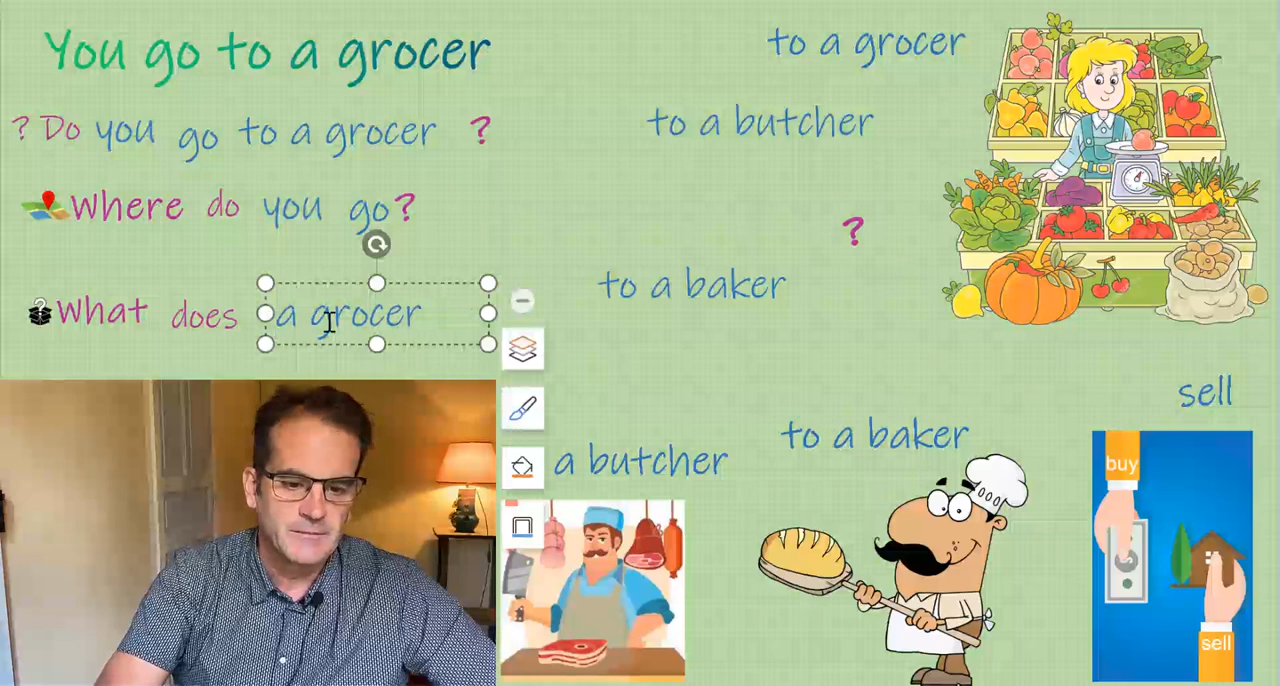 You go to a grocer
? Do you go to a grocer ?
Where do you go?
What does a grocer
to a grocer
to a butcher
?
to a baker
a butcher
to a baker
sell
buy
sell